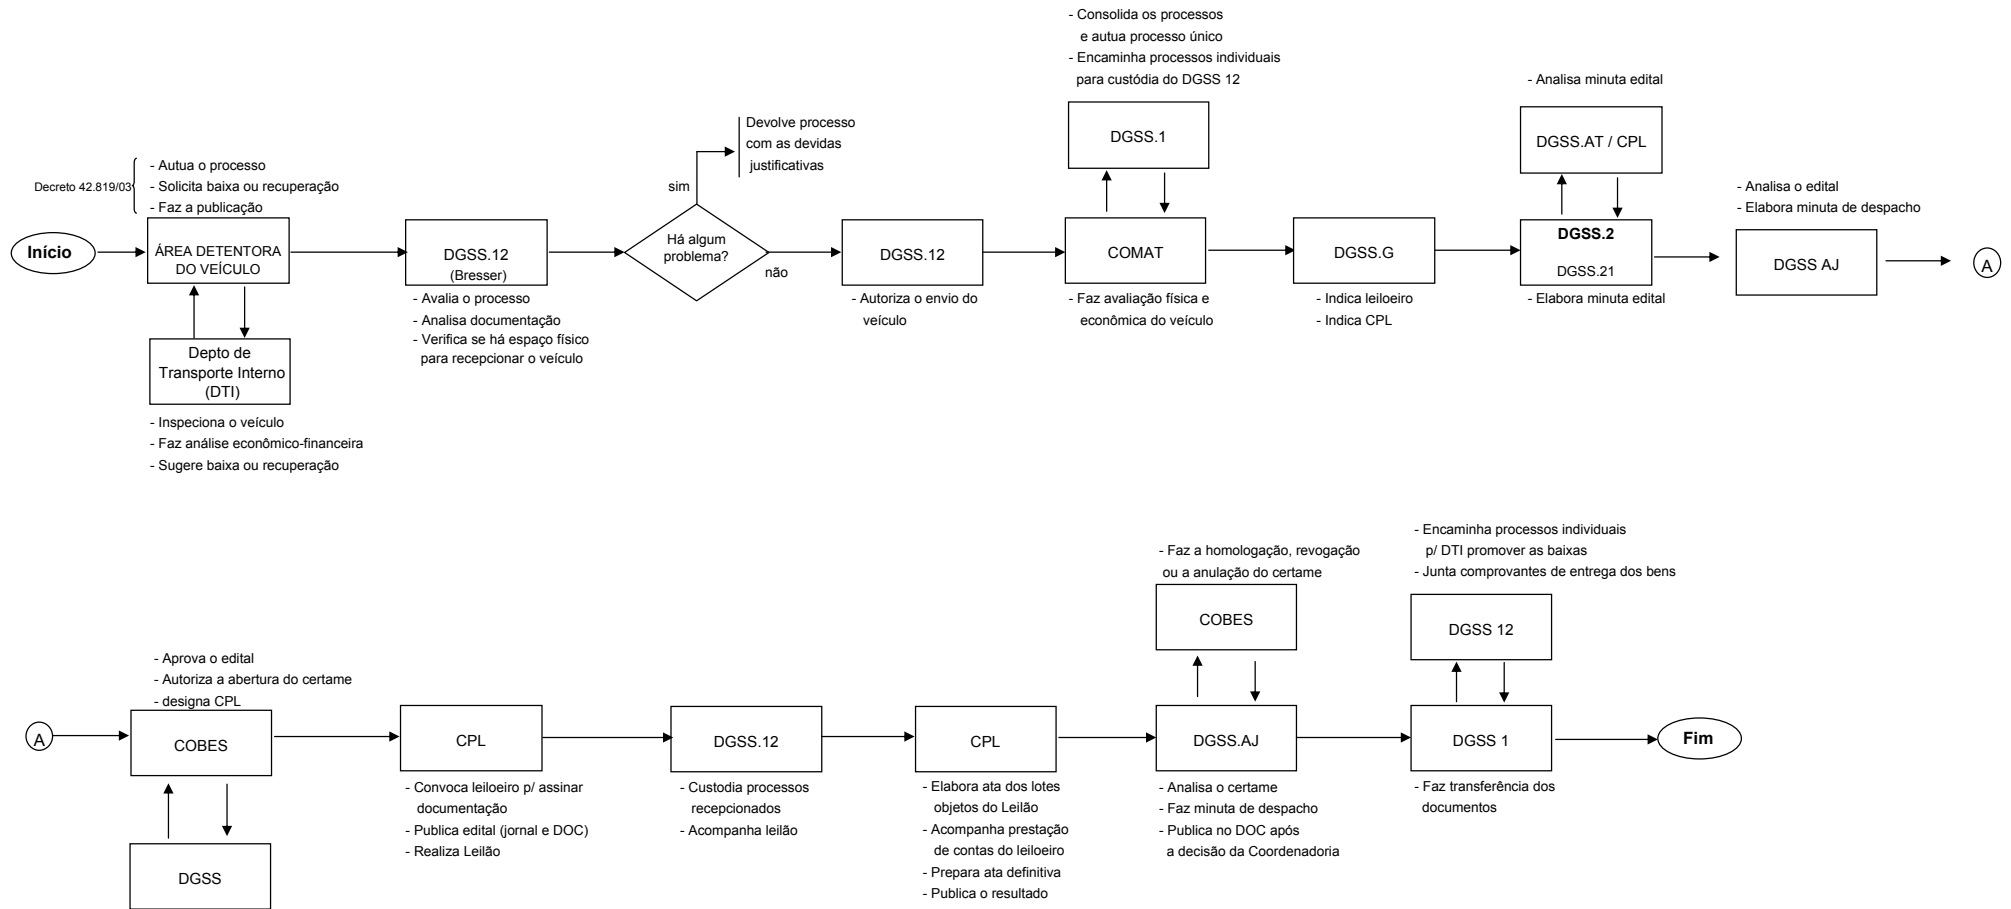 Decreto 42.819/03
- Autua o processo
- Solicita baixa ou recuperação
- Faz a publicação
Início
ÁREA DETENTORA
DO VEÍCULO
Depto de
Transporte Interno
(DTI)
- Inspeciona o veículo
- Faz análise econômico-financeira
- Sugere baixa ou recuperação
DGSS.12
(Bresser)
- Avalia o processo
- Analisa documentação
- Verifica se há espaço físico
para recepcionar o veículo
Há algum
problema?
sim
Devolve processo
com as devidas
justificativas
não
DGSS.12
- Autoriza o envio do
veículo
- Consolida os processos
e autua processo único
- Encaminha processos individuais
para custódia do DGSS 12
DGSS.1
COMAT
- Faz avaliação física e
econômica do veículo
DGSS.G
- Indica leiloeiro
- Indica CPL
- Analisa minuta edital
DGSS.AT / CPL
DGSS.2
DGSS.21
- Elabora minuta edital
- Analisa o edital
- Elabora minuta de despacho
DGSS AJ
A
A
- Aprova o edital
- Autoriza a abertura do certame
- designa CPL
COBES
DGSS
CPL
- Convoca leiloeiro p/ assinar
documentação
- Publica edital (jornal e DOC)
- Realiza Leilão
DGSS.12
- Custodia processos
recepcionados
- Acompanha leilão
CPL
- Elabora ata dos lotes
objetos do Leilão
- Acompanha prestação
de contas do leiloeiro
- Prepara ata definitiva
- Publica o resultado
- Faz a homologação, revogação
ou a anulação do certame
COBES
DGSS.AJ
- Analisa o certame
- Faz minuta de despacho
- Publica no DOC após
a decisão da Coordenadoria
- Encaminha processos individuais
p/ DTI promover as baixas
- Junta comprovantes de entrega dos bens
DGSS 12
DGSS 1
- Faz transferência dos
documentos
Fim